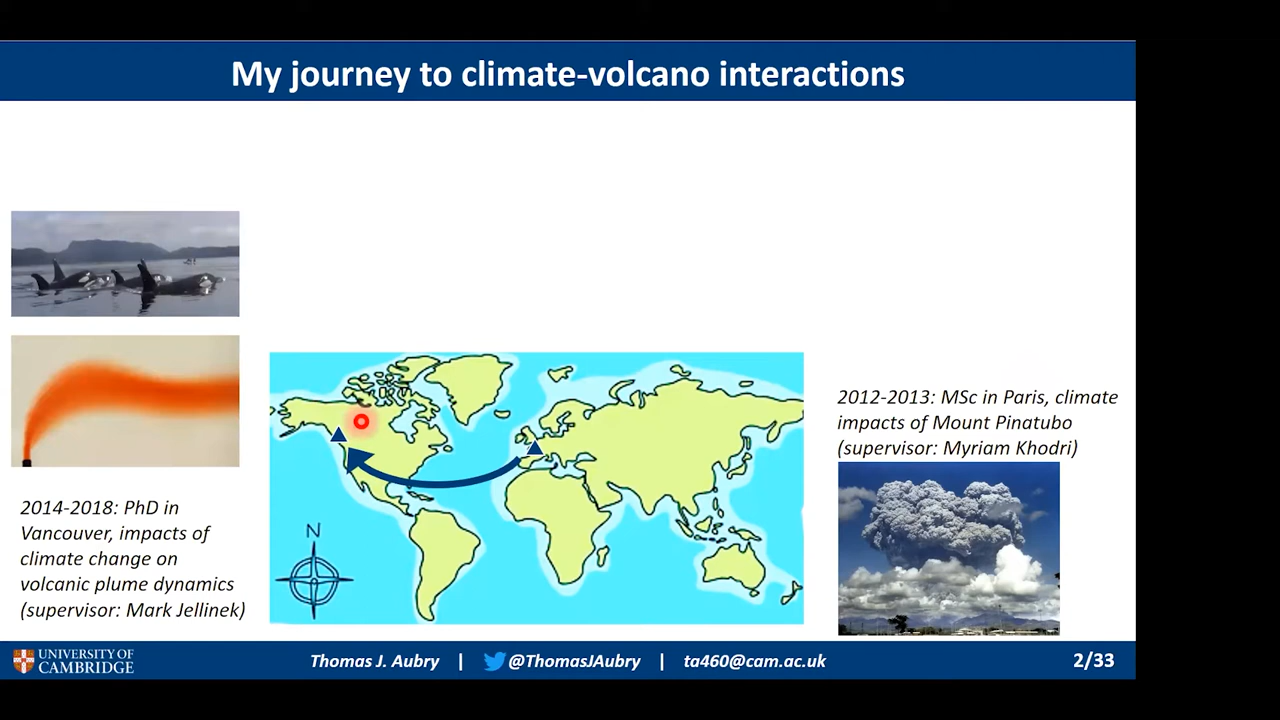 My journey to climate-volcano interactions
2012-2013: MSc in Paris, climate
impacts of Mount Pinatubo
(supervisor: Myriam Khodri)
2014-2018: PhD in
Vancouver, impacts of
climate change on
volcanic plume dynamics
(supervisor: Mark Jellinek)
N
UNIVERSITY OF
CAMBRIDGE
Thomas J. Aubry | @ThomasJAubry | ta460@cam.ac.uk
2/33